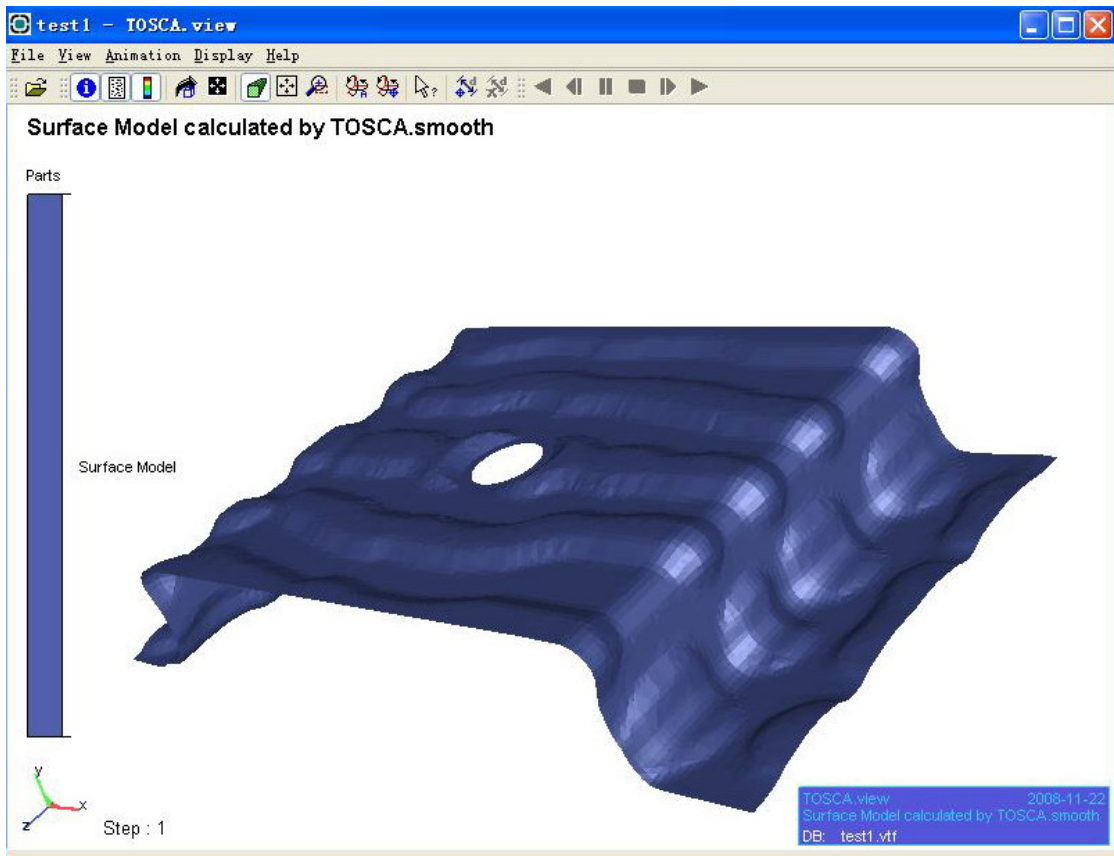 test1 - TOSCA.view
File View Animation Display Help
Surface Model calculated by TOSCA.smooth
Parts
Surface Model
y
x
z
Step : 1
TOSCA.view 2008-11-22
Surface Model calculated by TOSCA.smooth
DB: test1.vtf